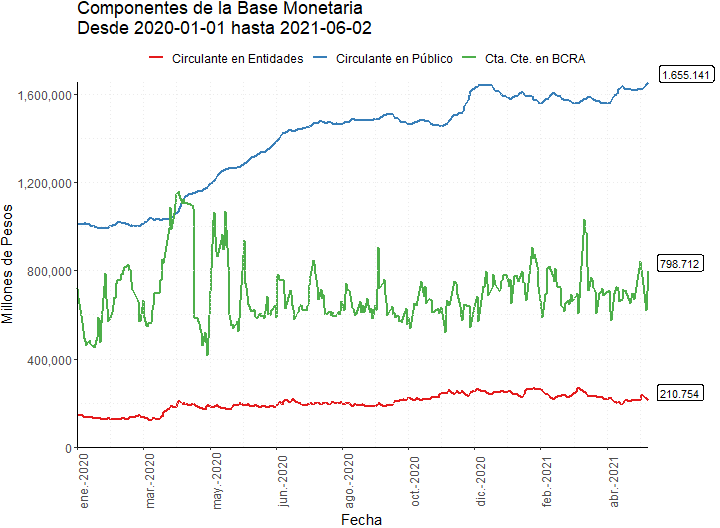 Componentes de la Base Monetaria
Desde 2020-01-01 hasta 2021-06-02
Circulante en Entidades Circulante en Público Cta. Cte. en BCRA
Millones de Pesos
1,600,000
1,200,000
800,000
400,000
0
1.655.141
798.712
210.754
ene.-2020
mar.-2020
may.-2020
jun.-2020
ago.-2020
oct.-2020
dic.-2020
feb.-2021
abr.-2021
Fecha